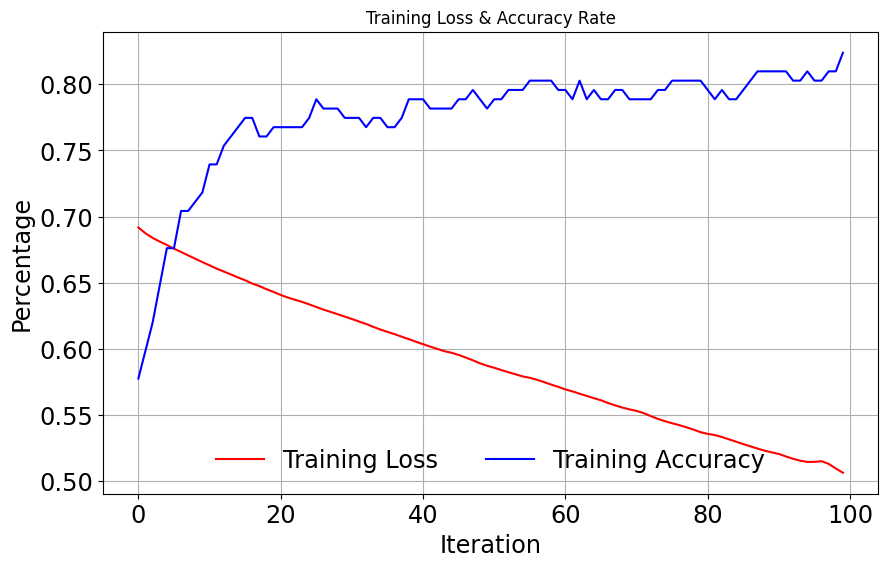 Training Loss & Accuracy Rate
Percentage
0.80
0.75
0.70
0.65
0.60
0.55
0.50
Training Loss
Training Accuracy
0 20 40 60 80 100
Iteration